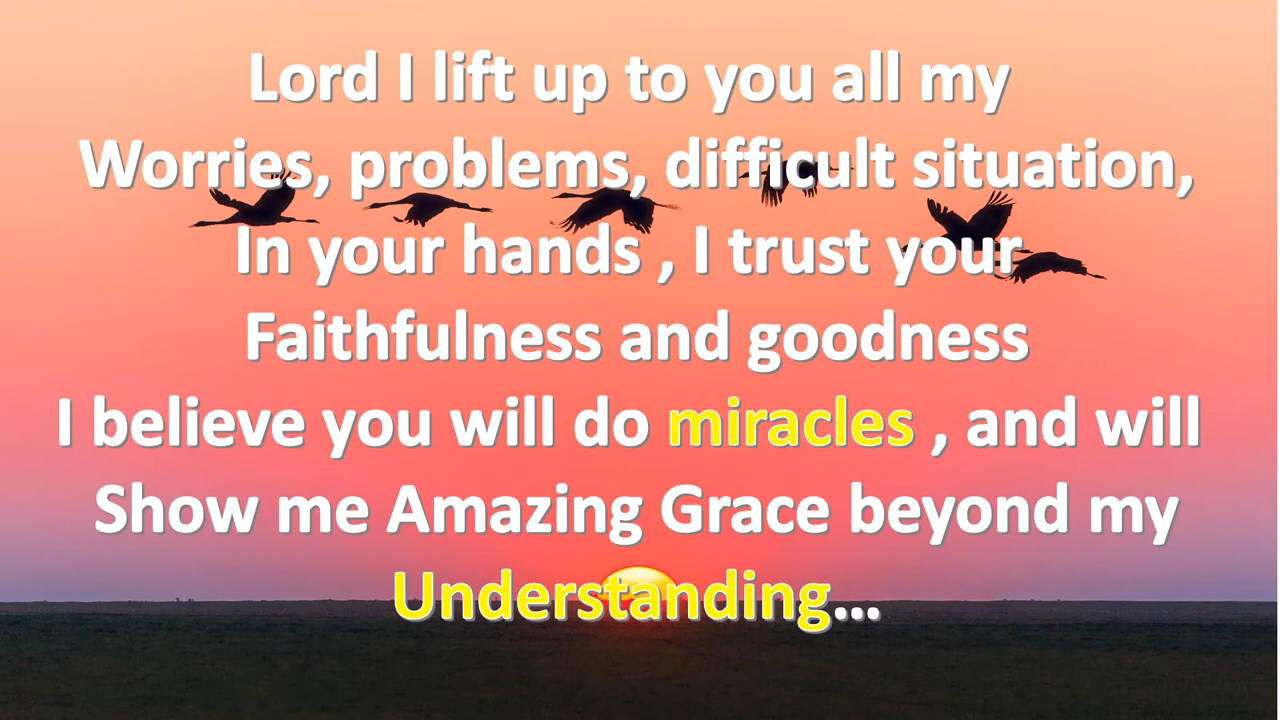 Lord I lift up to you all my
Worries, problems, difficult situation,
In your hands , I trust your
Faithfulness and goodness
I believe you will do miracles , and will
Show me Amazing Grace beyond my
Understanding...